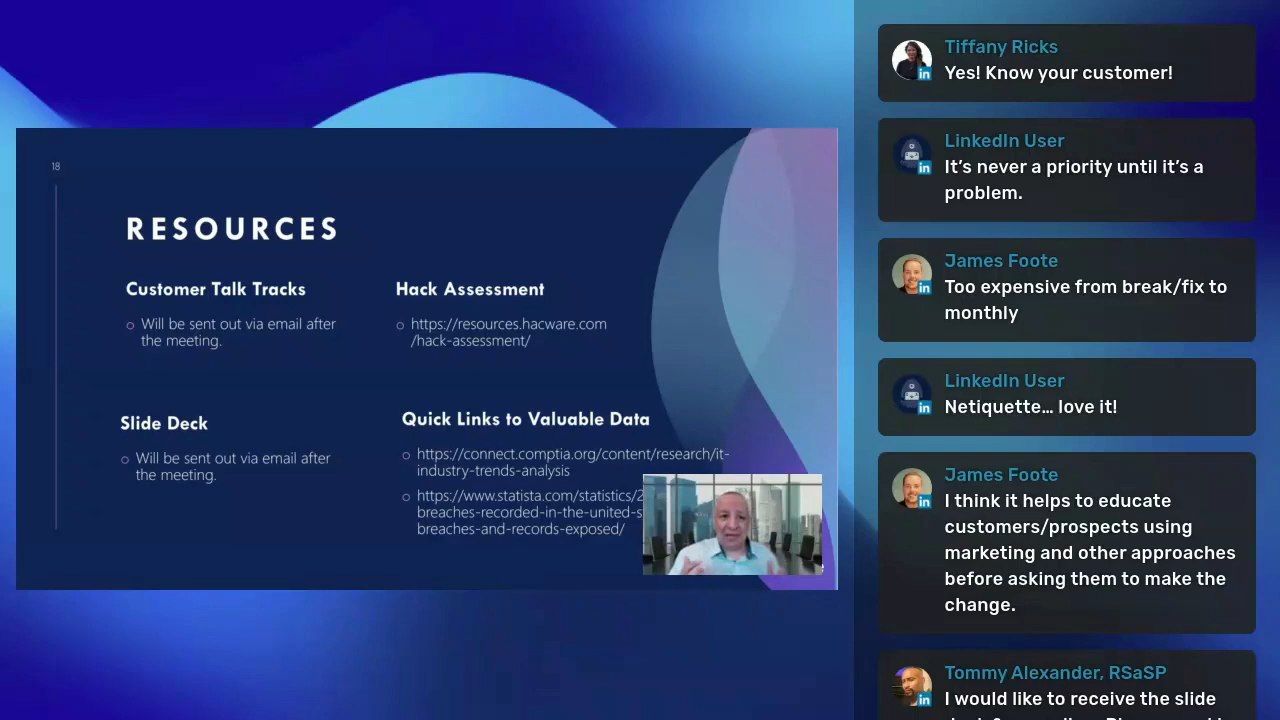 18
RESOURCES
Customer Talk Tracks
Will be sent out via email after
the meeting.
Hack Assessment
https://resources.hacware.com
/hack-assessment/
Slide Deck
Will be sent out via email after
the meeting.
Quick Links to Valuable Data
https://connect.comptia.org/content/research/it-
industry-trends-analysis
https://www.statista.com/statistics/2
breaches-recorded-in-the-united-s
breaches-and-records-exposed/
Tiffany Ricks
in
Yes! Know your customer!
LinkedIn User
in
It’s never a priority until it’s a
problem.
James Foote
in
Too expensive from break/fix to
monthly
LinkedIn User
in
Netiquette… love it!
James Foote
in
I think it helps to educate
customers/prospects using
marketing and other approaches
before asking them to make the
change.
Tommy Alexander, RSaSP
in
I would like to receive the slide